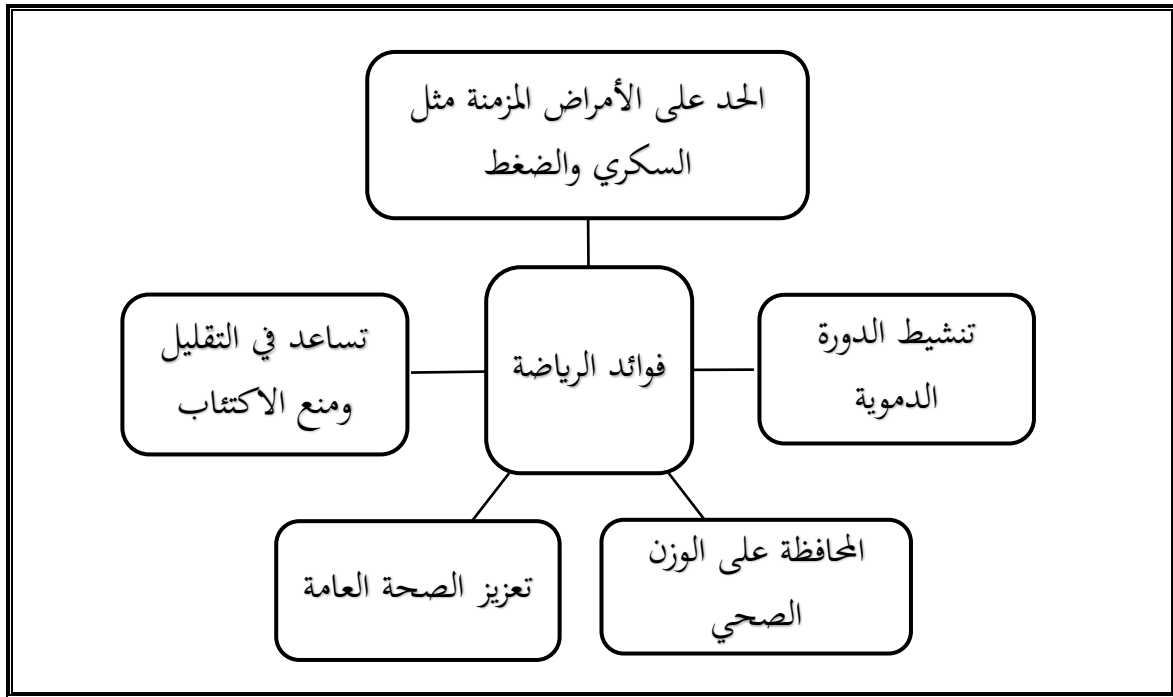 الحد على الأمراض المزمنة مثل
السكري والضغط
تنشيط الدورة
الدموية
فوائد الرياضة
تساعد في التقليل
ومنع الاكتئاب
المحافظة على الوزن
الصحي
تعزيز الصحة العامة